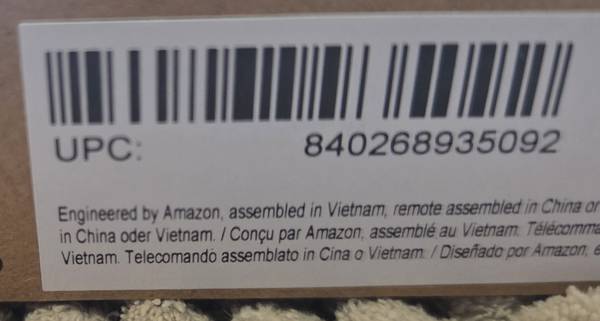 UPC: 840268935092
Engineered by Amazon, assembled in Vietnam, remote assembled in China or
in China oder Vietnam. / Conçu par Amazon, assemblé au Vietnam. Télécomma
Vietnam. Telecomando assemblato in Cina o Vietnam. / Diseñado por Amazon, e